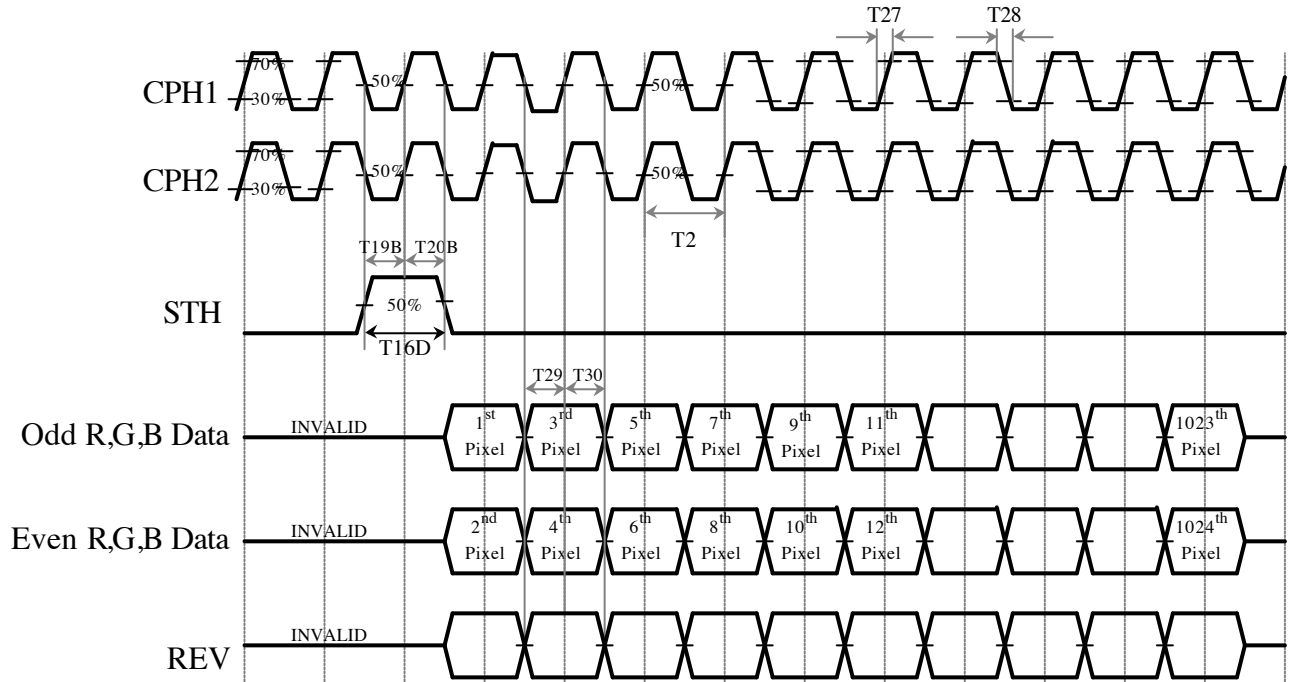 T27 T28
CPH1 70% 30% 50% 50%
CPH2 70% 30% 50% 50%
T2
T19B T20B
STH 50%
T16D
T29 T30
Odd R,G,B Data INVALID 1st Pixel 3rd Pixel 5th Pixel 7th Pixel 9th Pixel 11th Pixel 1023th Pixel
Even R,G,B Data INVALID 2nd Pixel 4th Pixel 6th Pixel 8th Pixel 10th Pixel 12th Pixel 1024th Pixel
REV INVALID